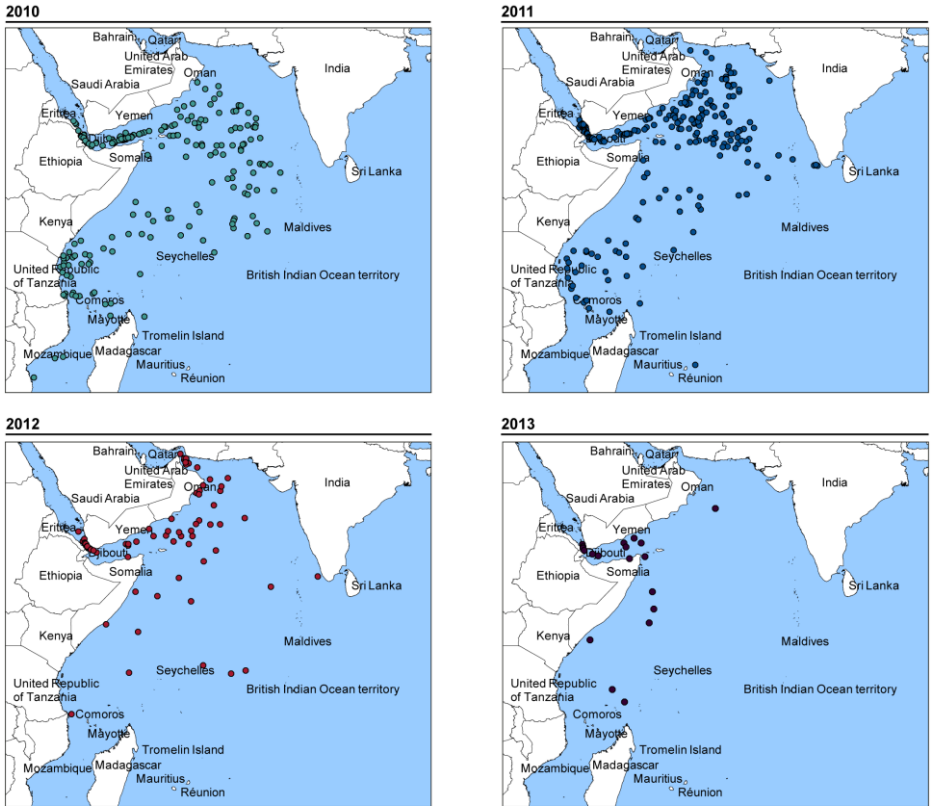 2010
Bahrain
Qatar
United Arab
Emirates
Oman
India
Saudi Arabia
Eritrea
Yemen
Ethiopia
Somalia
Sri Lanka
Kenya
Maldives
Seychelles
United Republic
of Tanzania
British Indian Ocean territory
Comoros
Mayotte
Tromelin Island
Mozambique
Madagascar
Mauritius
Réunion
2011
Bahrain
Qatar
United Arab
Emirates
Oman
India
Saudi Arabia
Eritrea
Yemen
Ethiopia
Somalia
Sri Lanka
Kenya
Maldives
Seychelles
United Republic
of Tanzania
British Indian Ocean territory
Comoros
Mayotte
Tromelin Island
Mozambique
Madagascar
Mauritius
Réunion
2012
Bahrain
Qatar
United Arab
Emirates
Oman
India
Saudi Arabia
Eritrea
Yemen
Djibouti
Ethiopia
Somalia
Sri Lanka
Kenya
Maldives
Seychelles
United Republic
of Tanzania
British Indian Ocean territory
Comoros
Mayotte
Tromelin Island
Mozambique
Madagascar
Mauritius
Réunion
2013
Bahrain
Qatar
United Arab
Emirates
Oman
India
Saudi Arabia
Eritrea
Yemen
Djibouti
Ethiopia
Somalia
Sri Lanka
Kenya
Maldives
Seychelles
United Republic
of Tanzania
British Indian Ocean territory
Comoros
Mayotte
Tromelin Island
Mozambique
Madagascar
Mauritius
Réunion